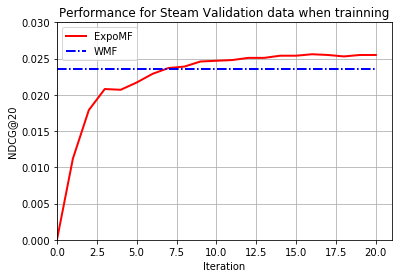 Performance for Steam Validation data when trainning
0.030
0.025
0.020
0.015
0.010
0.005
0.000
NDCG@20
ExpoMF
WMF
0.0 2.5 5.0 7.5 10.0 12.5 15.0 17.5 20.0
Iteration